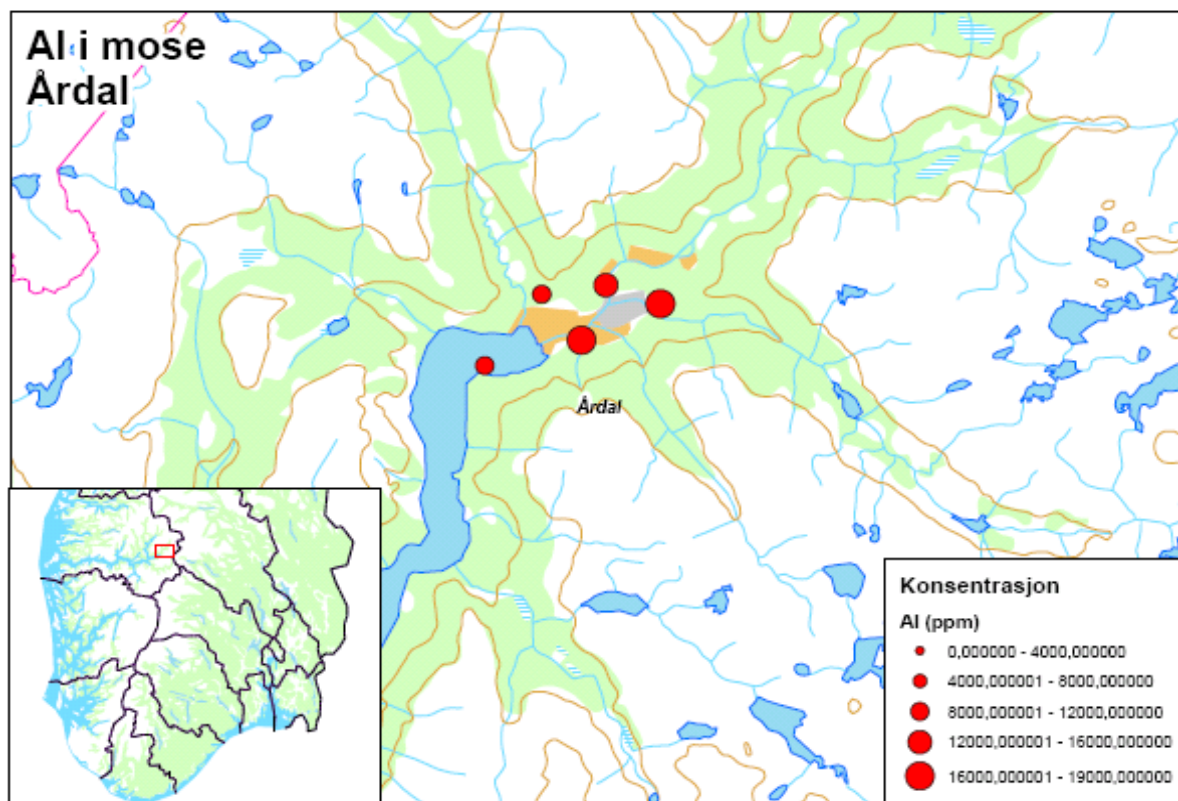 Al i mose
Årdal
Årdal
Konsentrasjon
Al (ppm)
0,000000 - 4000,000000
4000,000001 - 8000,000000
8000,000001 - 12000,000000
12000,000001 - 16000,000000
16000,000001 - 19000,000000